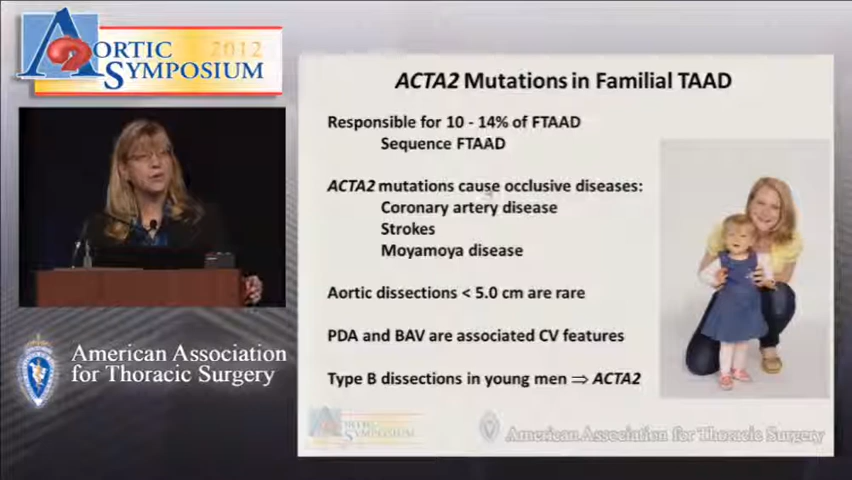 AORTIC 2012
SYMPOSIUM
American Association
for Thoracic Surgery
ACTA2 Mutations in Familial TAAD
Responsible for 10 - 14% of FTAAD
Sequence FTAAD
ACTA2 mutations cause occlusive diseases:
Coronary artery disease
Strokes
Moyamoya disease
Aortic dissections < 5.0 cm are rare
PDA and BAV are associated CV features
Type B dissections in young men ⇒ ACTA2
AORTIC
SYMPOSIUM
American Association for Thoracic Surgery